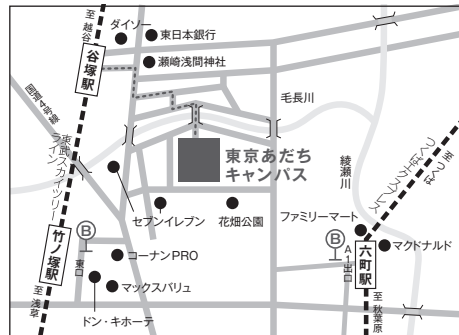 至 越谷
ダイソー
東日本銀行
瀬崎浅間神社
谷塚駅
国道4号線
毛長川
東武スカイツリー
ライン
東京あだち
キャンパス
綾瀬川
至 つくば
つくばエクスプレス
セブンイレブン
花畑公園
ファミリーマート
B
東口
竹ノ塚駅
コーナンPRO
B
A1出口
六町駅
マクドナルド
マックスバリュ
至 浅草
ドン・キホーテ
至 秋葉原